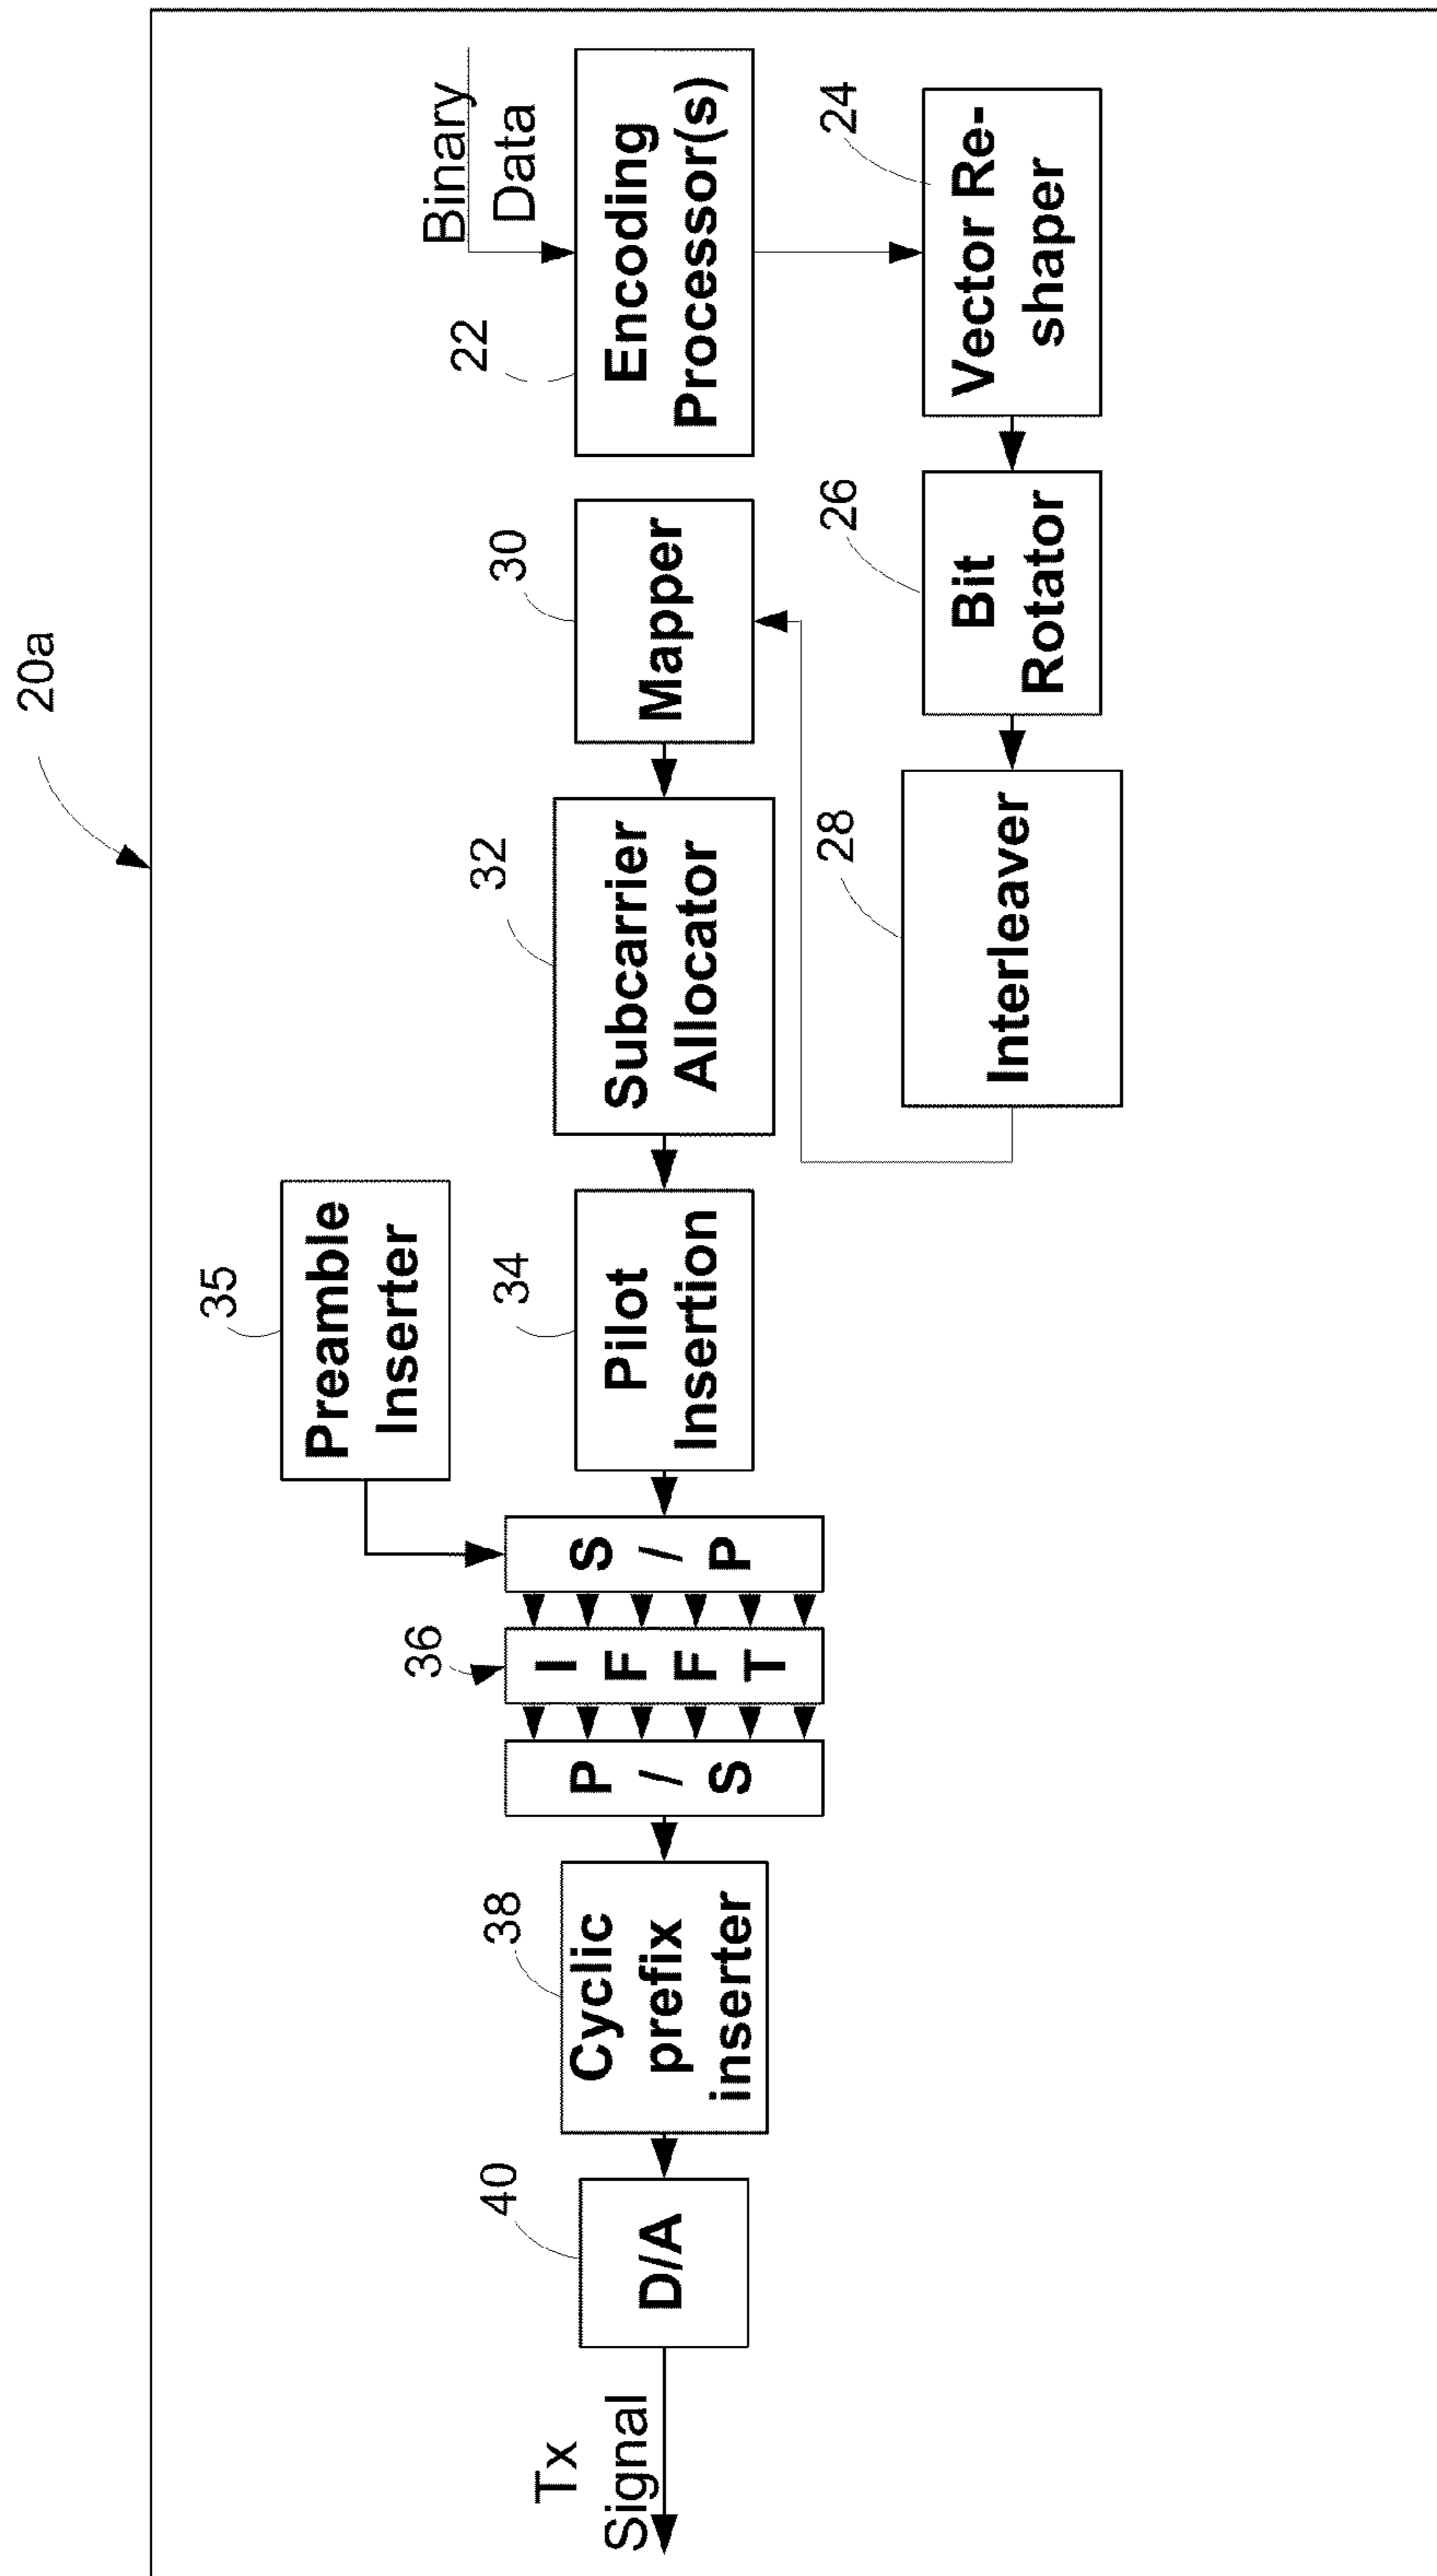 20a
Binary
Data
22
Encoding
Processor(s)
24
Vector Re-
shaper
26
Bit
Rotator
28
Interleaver
30
Mapper
32
Subcarrier
Allocator
34
Pilot
Insertion
35
Preamble
Inserter
S
/
P
36
I
F
F
T
P
/
S
38
Cyclic
prefix
inserter
40
D/A
Tx
Signal